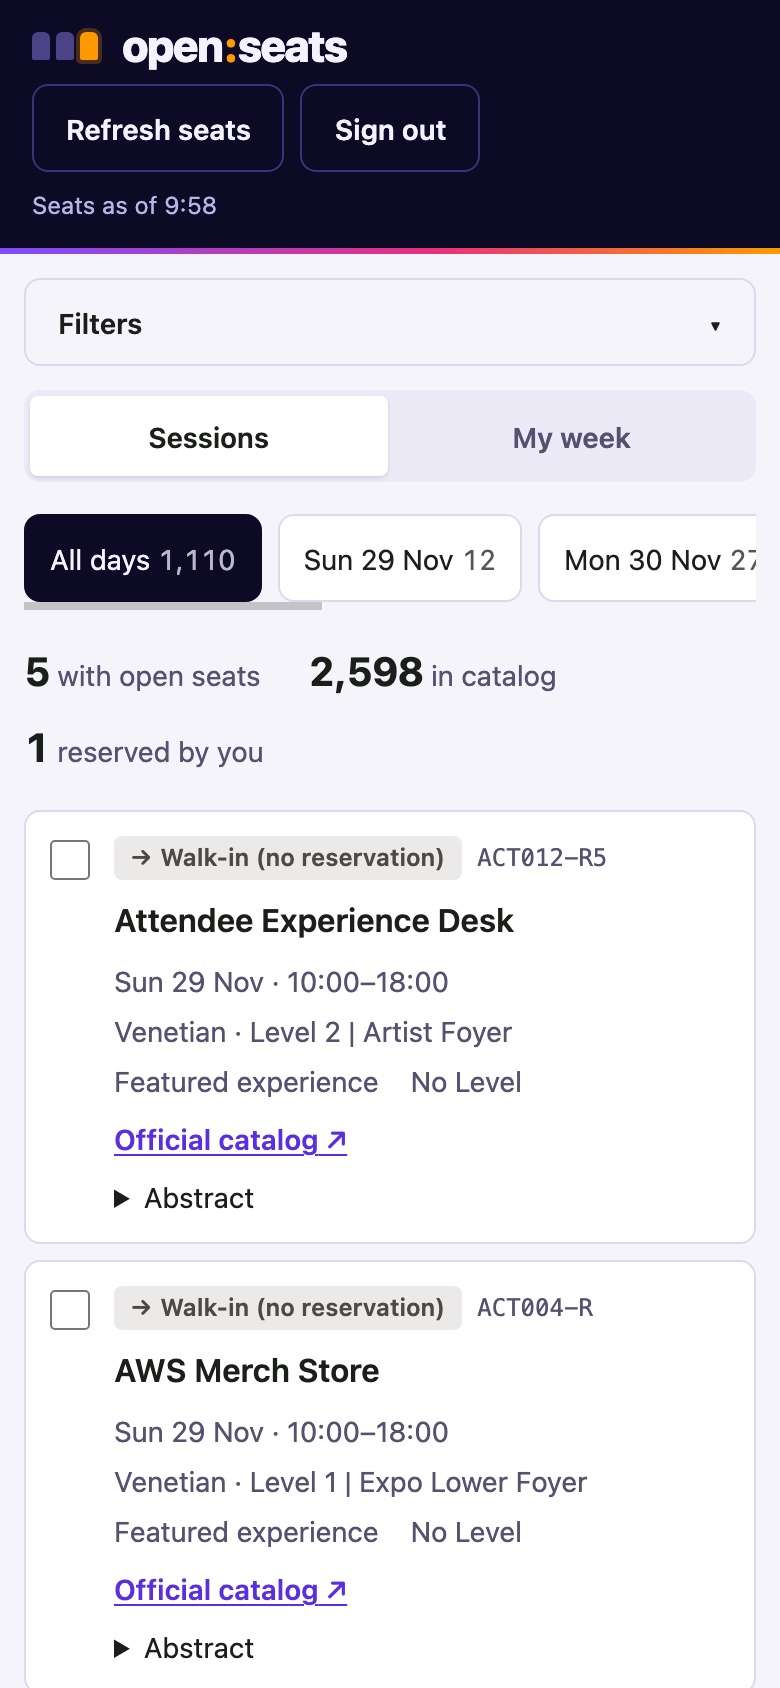 open:seats
Refresh seats
Sign out
Seats as of 9:58
Filters ▼
Sessions
My week
All days 1,110
Sun 29 Nov 12
Mon 30 Nov 27
5 with open seats
2,598 in catalog
1 reserved by you
→ Walk-in (no reservation) ACT012-R5
Attendee Experience Desk
Sun 29 Nov · 10:00–18:00
Venetian · Level 2 | Artist Foyer
Featured experience No Level
Official catalog ↗
▶ Abstract
→ Walk-in (no reservation) ACT004-R
AWS Merch Store
Sun 29 Nov · 10:00–18:00
Venetian · Level 1 | Expo Lower Foyer
Featured experience No Level
Official catalog ↗
▶ Abstract